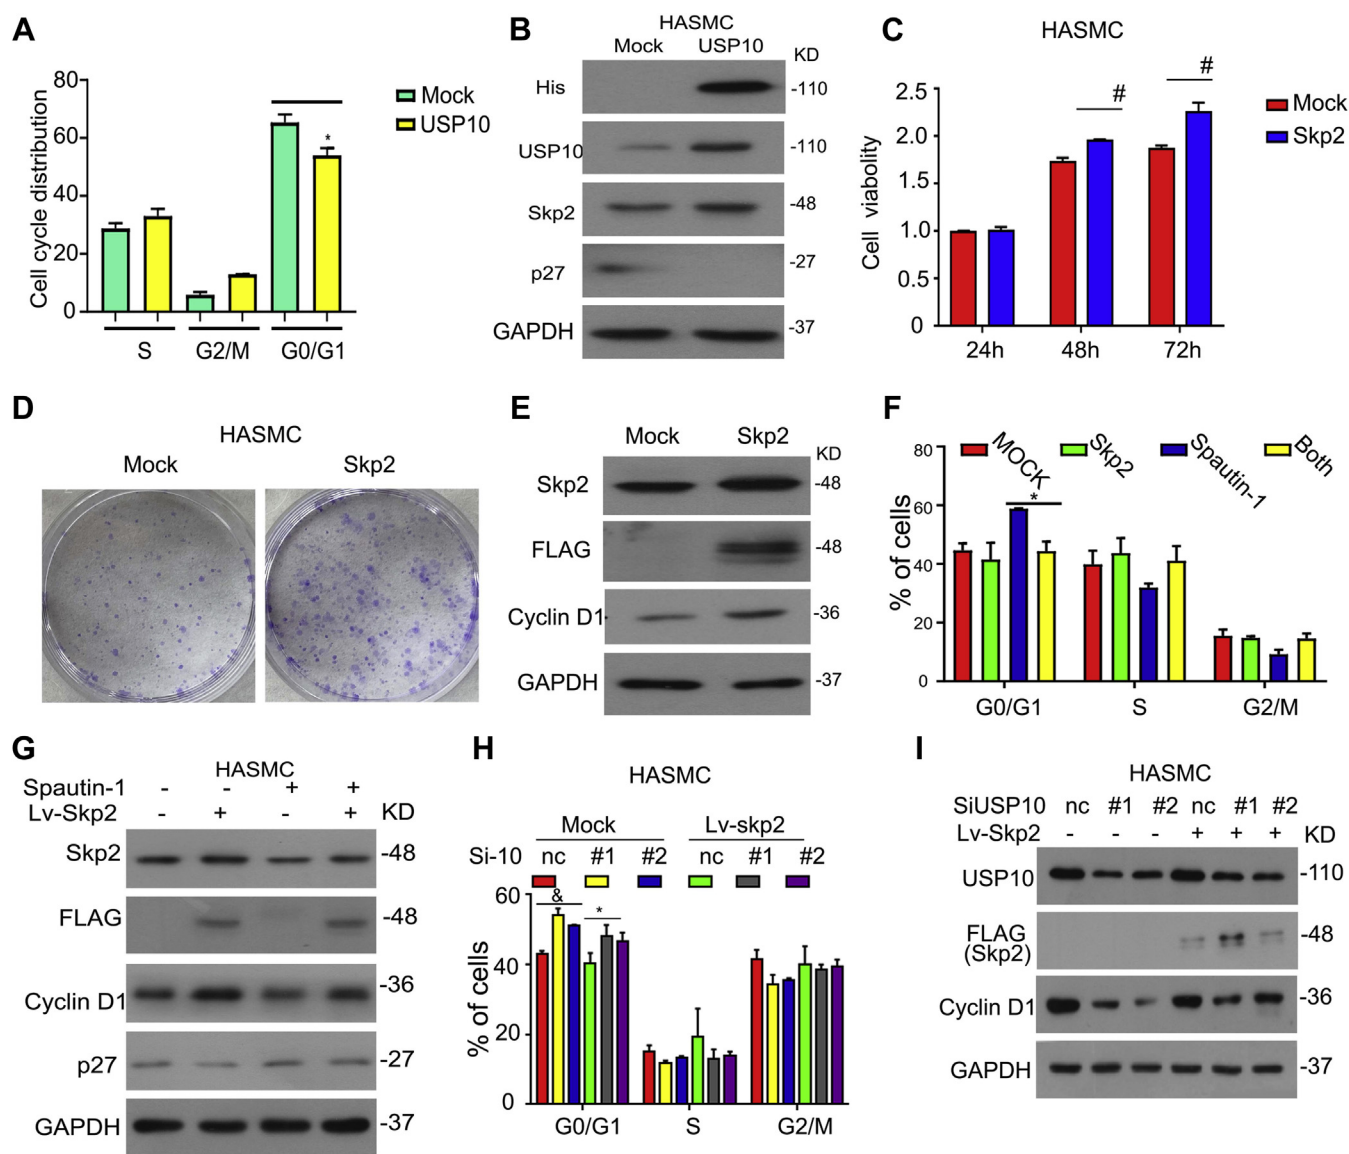 A
Cell cycle distribution
80
60
40
20
0
*
Mock
USP10
S G2/M G0/G1
B
HASMC
Mock USP10
KD
His -110
USP10 -110
Skp2 -48
p27 -27
GAPDH -37
C
HASMC
Cell viabolity
2.5
2.0
1.5
1.0
0.5
0
# #
Mock
Skp2
24h 48h 72h
D
HASMC
Mock Skp2
E
Mock Skp2
KD
Skp2 -48
FLAG -48
Cyclin D1 -36
GAPDH -37
F
% of cells
80
60
40
20
0
MOCK Skp2 Spautin-1 Both
*
G0/G1 S G2/M
G
HASMC
Spautin-1 - - + +
Lv-Skp2 - + - + KD
Skp2 -48
FLAG -48
Cyclin D1 -36
p27 -27
GAPDH -37
H
HASMC
Mock Lv-skp2
Si-10 nc #1 #2 nc #1 #2
% of cells
60
40
20
0
& *
G0/G1 S G2/M
I
HASMC
SiUSP10 nc #1 #2 nc #1 #2
Lv-Skp2 - - - + + + KD
USP10 -110
FLAG -48
(Skp2)
Cyclin D1 -36
GAPDH -37